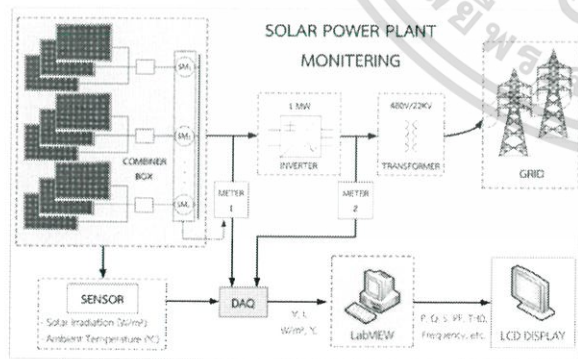 SOLAR POWER PLANT
MONITERING
SM₁
SM₂
COMBINER
BOX
1 MW
INVERTER
480V/22KV
TRANSFORMER
GRID
METER
1
METER
2
SENSOR
- Solar Irradiation (W/m²)
- Ambient Temperature (°C)
DAQ
V, I,
W/m², °C
LabVIEW
P, Q, S, PF, THD,
Frequency, etc.
LCD DISPLAY